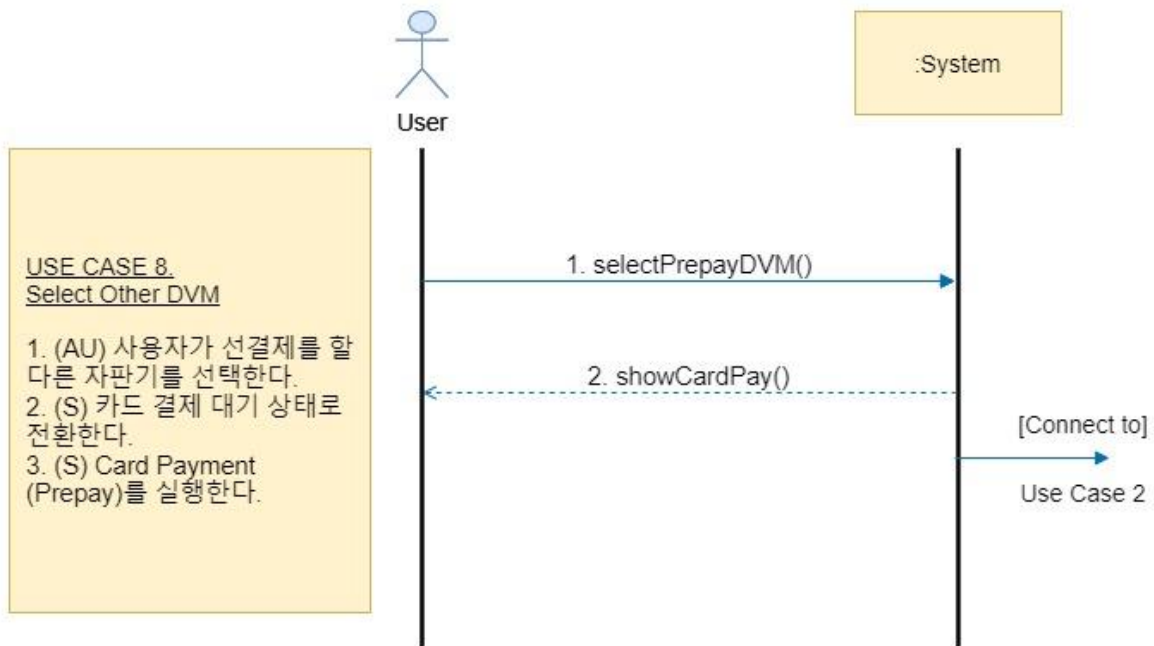 User
:System
USE CASE 8.
Select Other DVM
1. (AU) 사용자가 선결제를 할
다른 자판기를 선택한다.
2. (S) 카드 결제 대기 상태로
전환한다.
3. (S) Card Payment
(Prepay)를 실행한다.
1. selectPrepayDVM()
2. showCardPay()
[Connect to]
Use Case 2